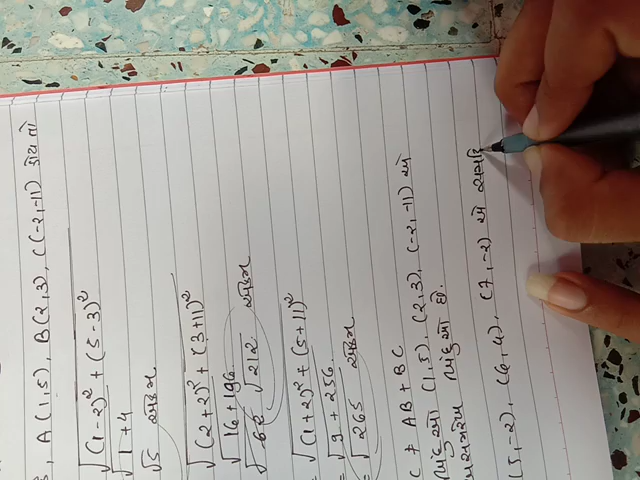 A(1,5), B(2,3), C(-2,-11) હોય તો
√(1-2)² + (5-3)²
√1+4
√5 એકમ
√(2+2)² + (3+11)²
√16+196
√212 એકમ
= √(1+2)² + (5+11)²
= √9+256
= √265 એકમ
C ≠ AB + BC
બિંદુઓ (1,5), (2,3), (-2,-11) એ
અસમરેખ બિંદુઓ છે.
(5,-2), (6,4), (7,-2) એ